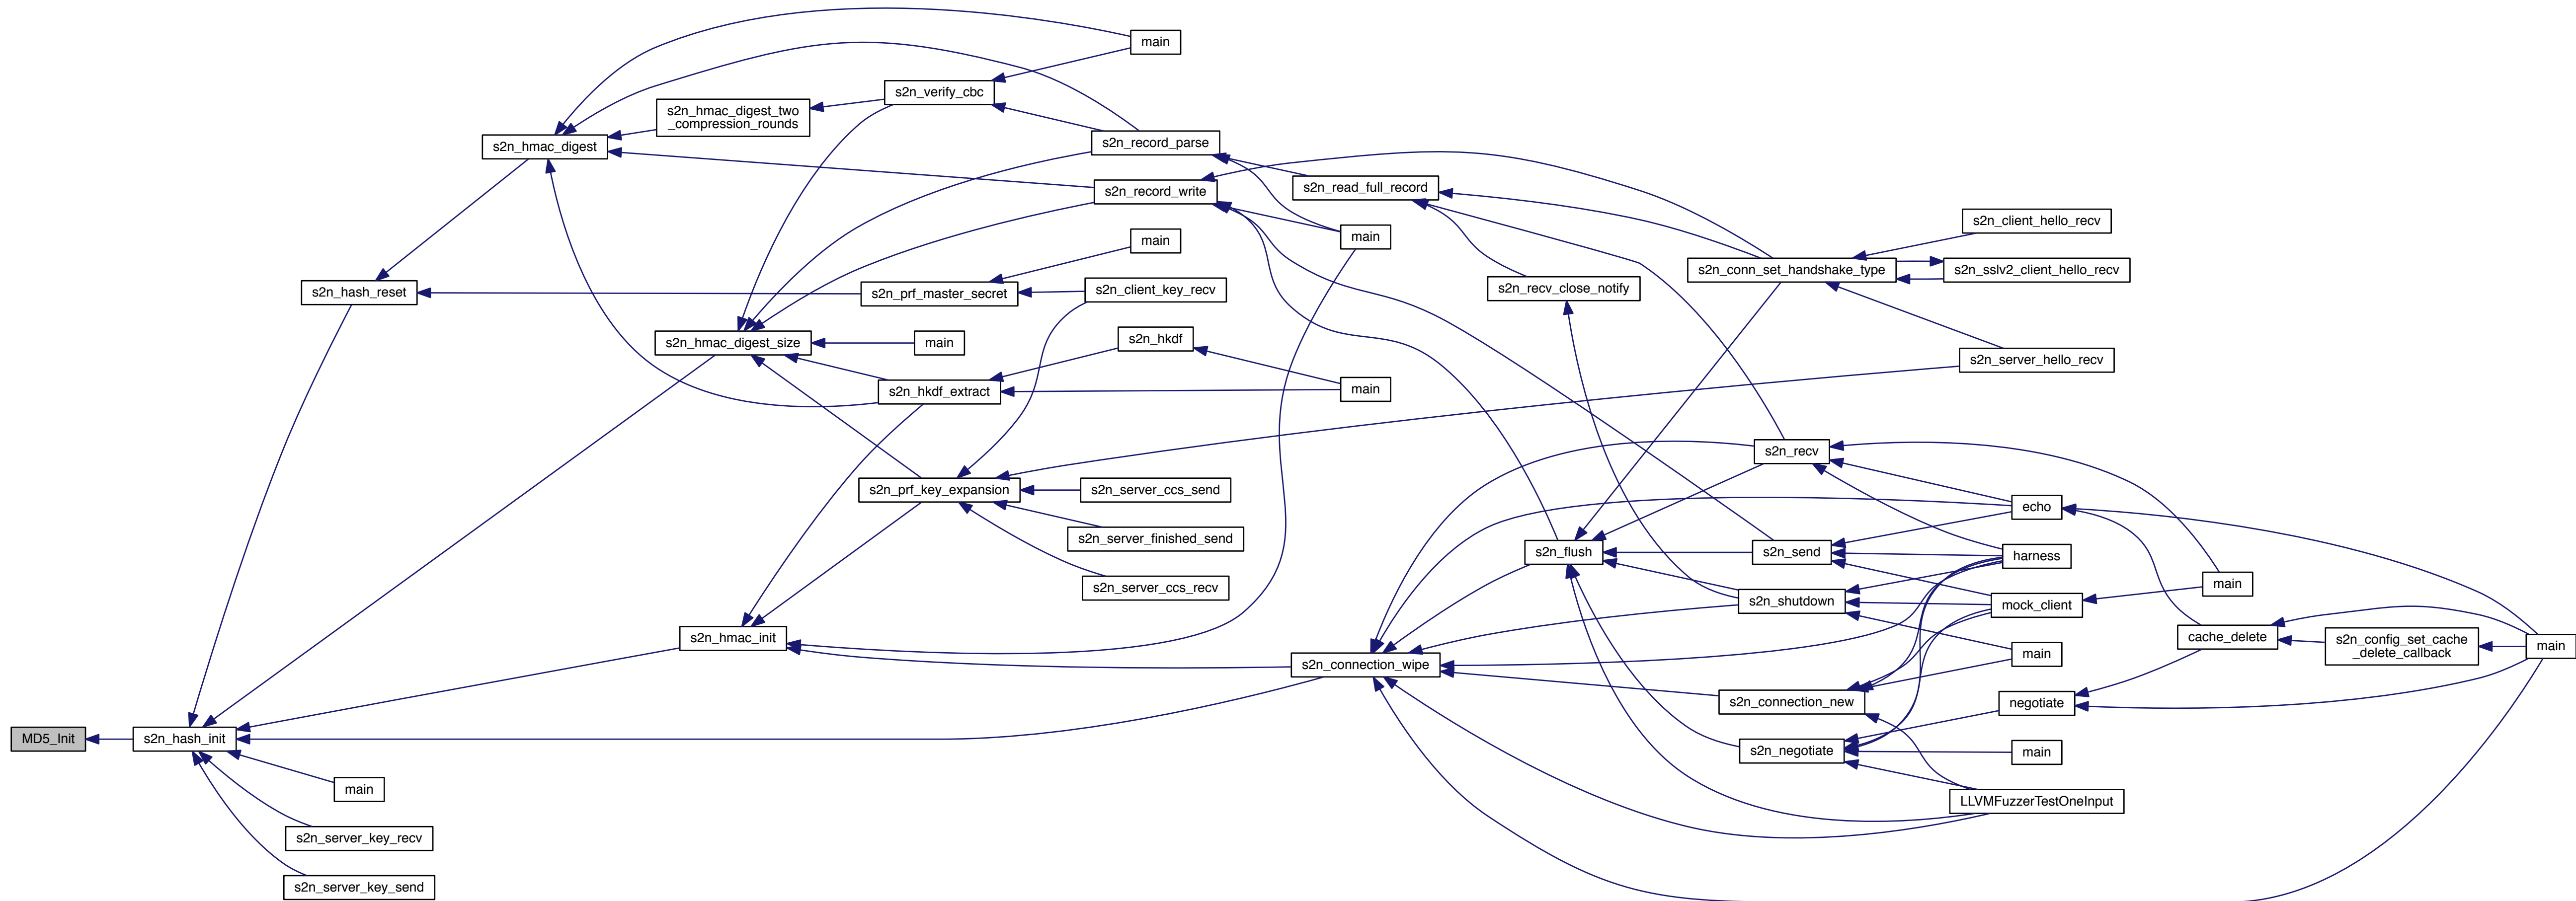 main
s2n_verify_cbc
s2n_hmac_digest_two
_compression_rounds
s2n_hmac_digest
s2n_record_parse
s2n_record_write
s2n_read_full_record
s2n_client_hello_recv
main
main
s2n_conn_set_handshake_type
s2n_sslv2_client_hello_recv
s2n_hash_reset
s2n_prf_master_secret
s2n_client_key_recv
s2n_recv_close_notify
s2n_hmac_digest_size
main
s2n_hkdf
s2n_server_hello_recv
s2n_hkdf_extract
main
s2n_recv
s2n_prf_key_expansion
s2n_server_ccs_send
echo
s2n_server_finished_send
s2n_flush
s2n_send
harness
s2n_server_ccs_recv
main
s2n_shutdown
mock_client
s2n_hmac_init
cache_delete
s2n_config_set_cache
_delete_callback
main
s2n_connection_wipe
main
s2n_connection_new
negotiate
MD5_Init
s2n_hash_init
s2n_negotiate
main
main
LLVMFuzzerTestOneInput
s2n_server_key_recv
s2n_server_key_send